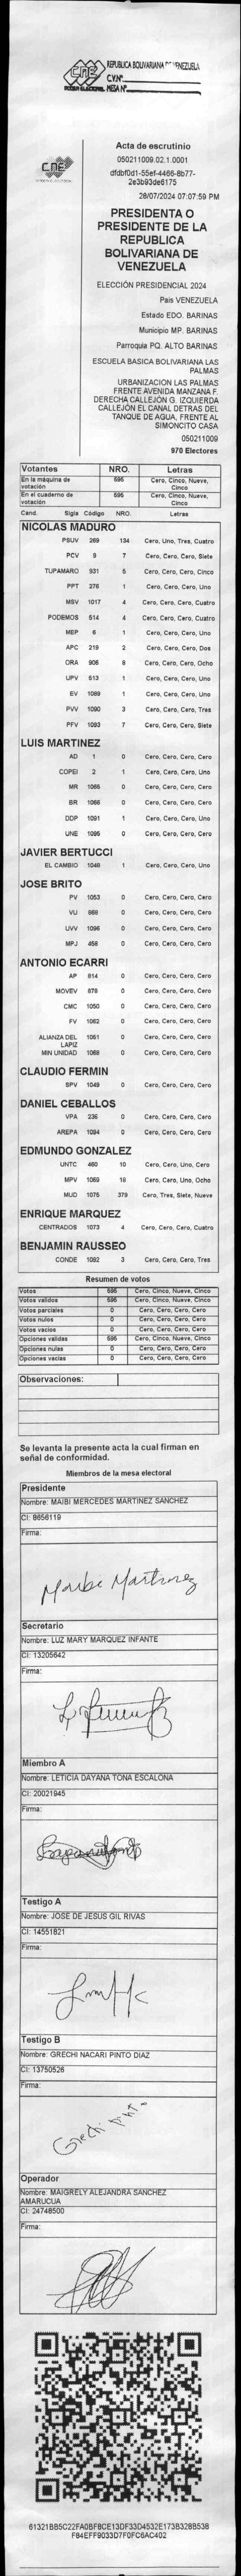 CNE
PODER ELECTORAL
REPUBLICA BOLIVARIANA DE VENEZUELA
C.V.Nº
MESA Nº
CNE
Acta de escrutinio
050211009.02.1.0001
dfdbf0d1-55ef-4466-8b77-
2e3b93de6175
28/07/2024 07:07:59 PM
PRESIDENTA O
PRESIDENTE DE LA
REPUBLICA
BOLIVARIANA DE
VENEZUELA
ELECCIÓN PRESIDENCIAL 2024
Pais VENEZUELA
Estado EDO. BARINAS
Municipio MP. BARINAS
Parroquia PQ. ALTO BARINAS
ESCUELA BASICA BOLIVARIANA LAS
PALMAS
URBANIZACION LAS PALMAS
FRENTE AVENIDA MANZANA F.
DERECHA CALLEJÓN G. IZQUIERDA
CALLEJÓN EL CANAL DETRAS DEL
TANQUE DE AGUA, FRENTE AL
SIMONCITO CASA
050211009
970 Electores
Votantes NRO. Letras
En la máquina de votación 595 Cero, Cinco, Nueve, Cinco
En el cuaderno de votación 595 Cero, Cinco, Nueve, Cinco
Cand. Sigla Código NRO. Letras
NICOLAS MADURO
PSUV 269 134 Cero, Uno, Tres, Cuatro
PCV 9 7 Cero, Cero, Cero, Siete
TUPAMARO 931 5 Cero, Cero, Cero, Cinco
PPT 276 1 Cero, Cero, Cero, Uno
MSV 1017 4 Cero, Cero, Cero, Cuatro
PODEMOS 514 4 Cero, Cero, Cero, Cuatro
MEP 6 1 Cero, Cero, Cero, Uno
APC 219 2 Cero, Cero, Cero, Dos
ORA 906 8 Cero, Cero, Cero, Ocho
UPV 513 1 Cero, Cero, Cero, Uno
EV 1089 1 Cero, Cero, Cero, Uno
PVV 1090 3 Cero, Cero, Cero, Tres
PFV 1093 7 Cero, Cero, Cero, Siete
LUIS MARTINEZ
AD 1 0 Cero, Cero, Cero, Cero
COPEI 2 1 Cero, Cero, Cero, Uno
MR 1065 0 Cero, Cero, Cero, Cero
BR 1066 0 Cero, Cero, Cero, Cero
DDP 1091 1 Cero, Cero, Cero, Uno
UNE 1095 0 Cero, Cero, Cero, Cero
JAVIER BERTUCCI
EL CAMBIO 1048 1 Cero, Cero, Cero, Uno
JOSE BRITO
PV 1053 0 Cero, Cero, Cero, Cero
VU 868 0 Cero, Cero, Cero, Cero
UVV 1096 0 Cero, Cero, Cero, Cero
MPJ 458 0 Cero, Cero, Cero, Cero
ANTONIO ECARRI
AP 914 0 Cero, Cero, Cero, Cero
MOVEV 878 0 Cero, Cero, Cero, Cero
CMC 1050 0 Cero, Cero, Cero, Cero
FV 1062 0 Cero, Cero, Cero, Cero
ALIANZA DEL LAPIZ 1051 0 Cero, Cero, Cero, Cero
MIN UNIDAD 1068 0 Cero, Cero, Cero, Cero
CLAUDIO FERMIN
SPV 1049 0 Cero, Cero, Cero, Cero
DANIEL CEBALLOS
VPA 236 0 Cero, Cero, Cero, Cero
AREPA 1094 0 Cero, Cero, Cero, Cero
EDMUNDO GONZALEZ
UNTC 460 10 Cero, Cero, Uno, Cero
MPV 1069 18 Cero, Cero, Uno, Ocho
MUD 1075 379 Cero, Tres, Siete, Nueve
ENRIQUE MARQUEZ
CENTRADOS 1073 4 Cero, Cero, Cero, Cuatro
BENJAMIN RAUSSEO
CONDE 1092 3 Cero, Cero, Cero, Tres
Resumen de votos
Votos 595 Cero, Cinco, Nueve, Cinco
Votos validos 595 Cero, Cinco, Nueve, Cinco
Votos parciales 0 Cero, Cero, Cero, Cero
Votos nulos 0 Cero, Cero, Cero, Cero
Votos vacios 0 Cero, Cero, Cero, Cero
Opciones validas 595 Cero, Cinco, Nueve, Cinco
Opciones nulas 0 Cero, Cero, Cero, Cero
Opciones vacias 0 Cero, Cero, Cero, Cero
Observaciones:
Se levanta la presente acta la cual firman en
señal de conformidad.
Miembros de la mesa electoral
Presidente
Nombre: MAIBI MERCEDES MARTINEZ SANCHEZ
CI: 8656119
Firma:
Maibe Martinez
Secretario
Nombre: LUZ MARY MARQUEZ INFANTE
CI: 13205642
Firma:
Miembro A
Nombre: LETICIA DAYANA TONA ESCALONA
CI: 20021945
Firma:
Testigo A
Nombre: JOSE DE JESUS GIL RIVAS
CI: 14551821
Firma:
Testigo B
Nombre: GRECHI NACARI PINTO DIAZ
CI: 13750526
Firma:
Grechi Pinto
Operador
Nombre: MAIGRELY ALEJANDRA SANCHEZ
AMARUCUA
CI: 24748500
Firma:
61321BB5C22FA0BF8CE13DF33D4532E173B328B53B
F84EFF9033D7F0FC6AC402